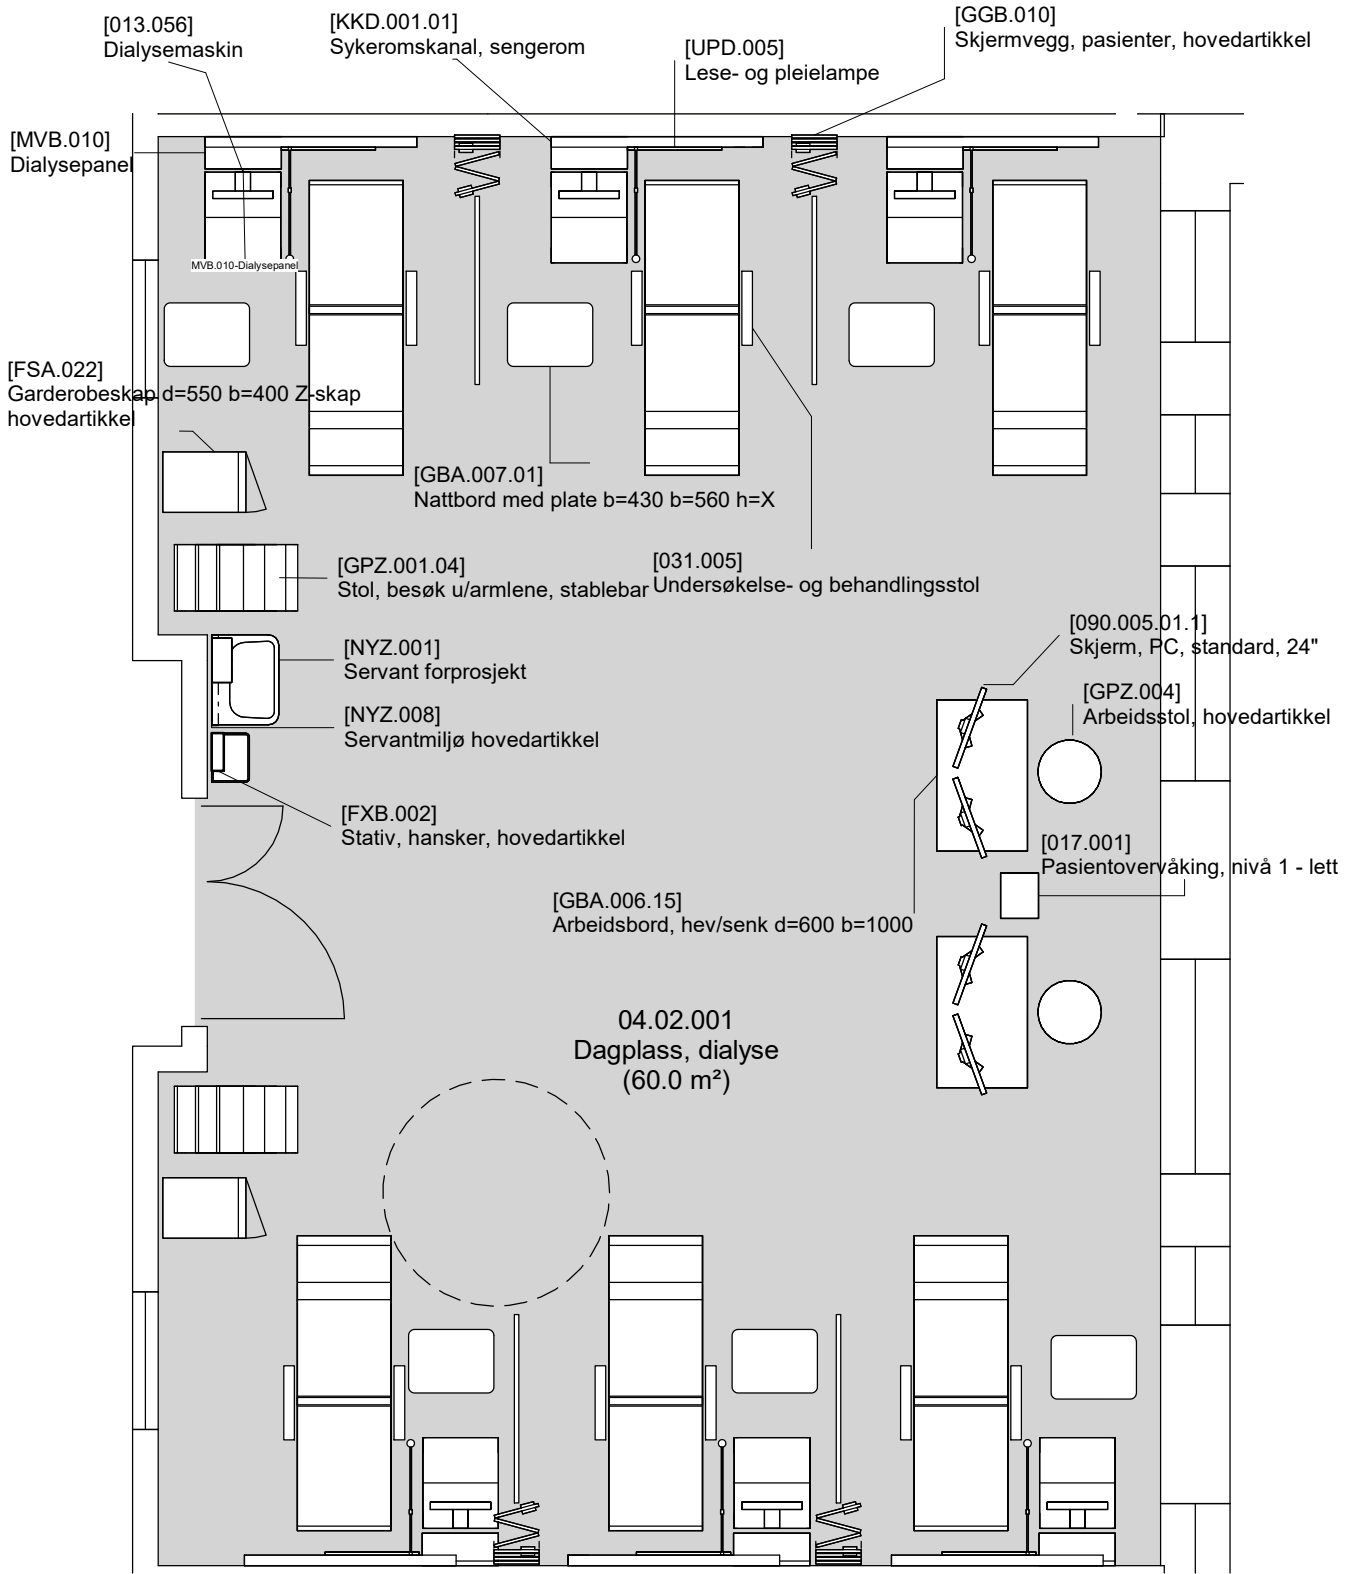 [013.056]
Dialysemaskin
[KKD.001.01]
Sykeromskanal, sengerom
[UPD.005]
Lese- og pleielampe
[GGB.010]
Skjermvegg, pasienter, hovedartikkel
[MVB.010]
Dialysepanel
MVB.010-Dialysepanel
[FSA.022]
Garderobeskap d=550 b=400 Z-skap
hovedartikkel
[GBA.007.01]
Nattbord med plate b=430 b=560 h=X
[GPZ.001.04]
Stol, besøk u/armlene, stablebar
[031.005]
Undersøkelse- og behandlingsstol
[NYZ.001]
Servant forprosjekt
[090.005.01.1]
Skjerm, PC, standard, 24"
[GPZ.004]
Arbeidsstol, hovedartikkel
[NYZ.008]
Servantmiljø hovedartikkel
[FXB.002]
Stativ, hansker, hovedartikkel
[017.001]
Pasientovervåking, nivå 1 - lett
[GBA.006.15]
Arbeidsbord, hev/senk d=600 b=1000
04.02.001
Dagplass, dialyse
(60.0 m²)